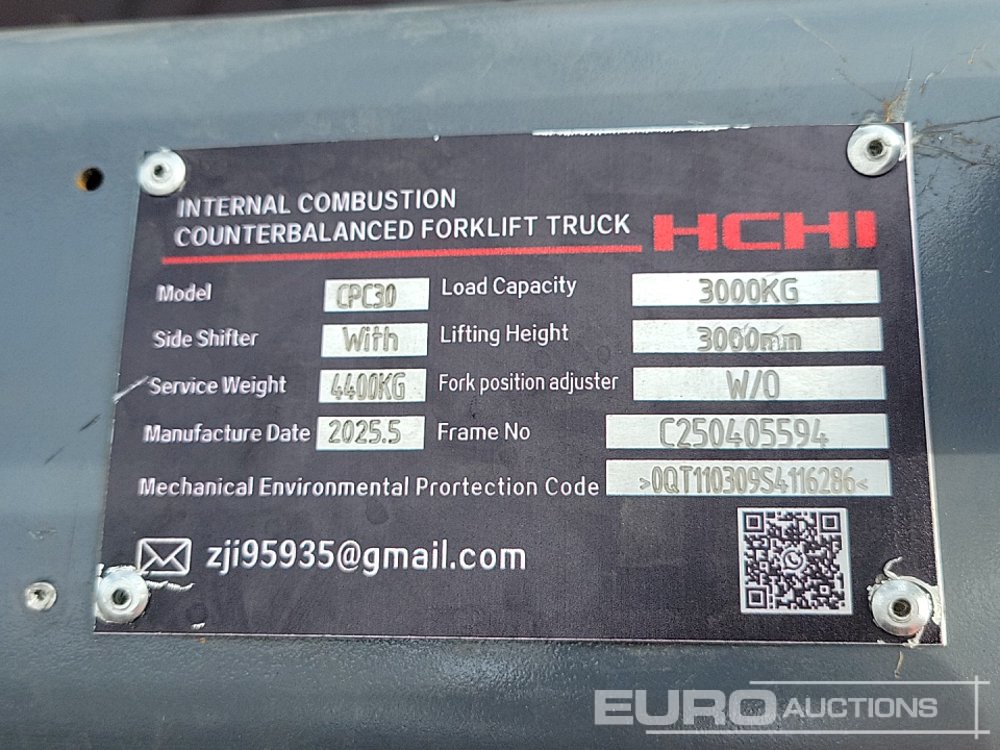 INTERNAL COMBUSTION
COUNTERBALANCED FORKLIFT TRUCK HCHI
Model CPC30 Load Capacity 3000KG
Side Shifter With Lifting Height 3000mm
Service Weight 4400KG Fork position adjuster W/O
Manufacture Date 2025.5 Frame No C250405594
Mechanical Environmental Prortection Code >0QT110309S4116286<
zji95935@gmail.com
EURO AUCTIONS